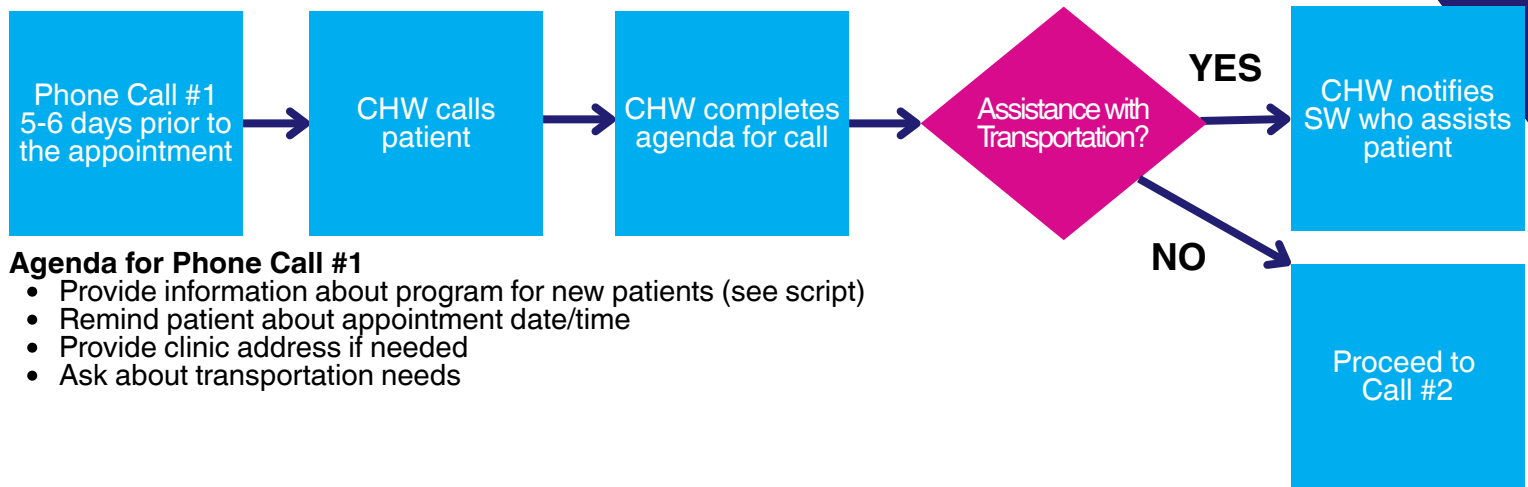 Phone Call #1
5-6 days prior to
the appointment
CHW calls
patient
CHW completes
agenda for call
Assistance with
Transportation?
YES
CHW notifies
SW who assists
patient
NO
Proceed to
Call #2
Agenda for Phone Call #1
• Provide information about program for new patients (see script)
• Remind patient about appointment date/time
• Provide clinic address if needed
• Ask about transportation needs